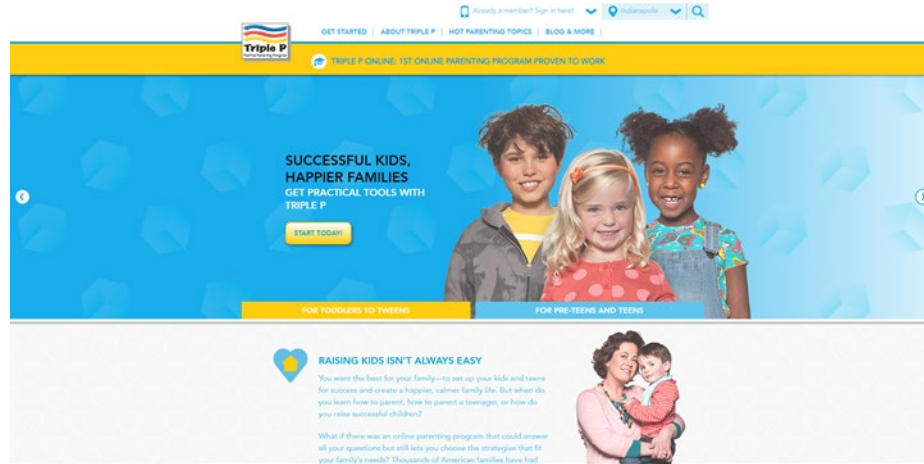 Already a member? Sign in here!
Indianapolis
Triple P
Positive Parenting Program
GET STARTED | ABOUT TRIPLE P | HOT PARENTING TOPICS | BLOG & MORE |
TRIPLE P ONLINE: 1ST ONLINE PARENTING PROGRAM PROVEN TO WORK
SUCCESSFUL KIDS,
HAPPIER FAMILIES
GET PRACTICAL TOOLS WITH
TRIPLE P
START TODAY!
FOR TODDLERS TO TWEENS
FOR PRE-TEENS AND TEENS
RAISING KIDS ISN'T ALWAYS EASY
You want the best for your family—to set up your kids and teens
for success and create a happier, calmer family life. But when do
you learn how to parent, how to parent a teenager, or how do
you raise successful children?
What if there was an online parenting program that could answer
all your questions but still lets you choose the strategies that fit
your family's needs? Thousands of American families have had